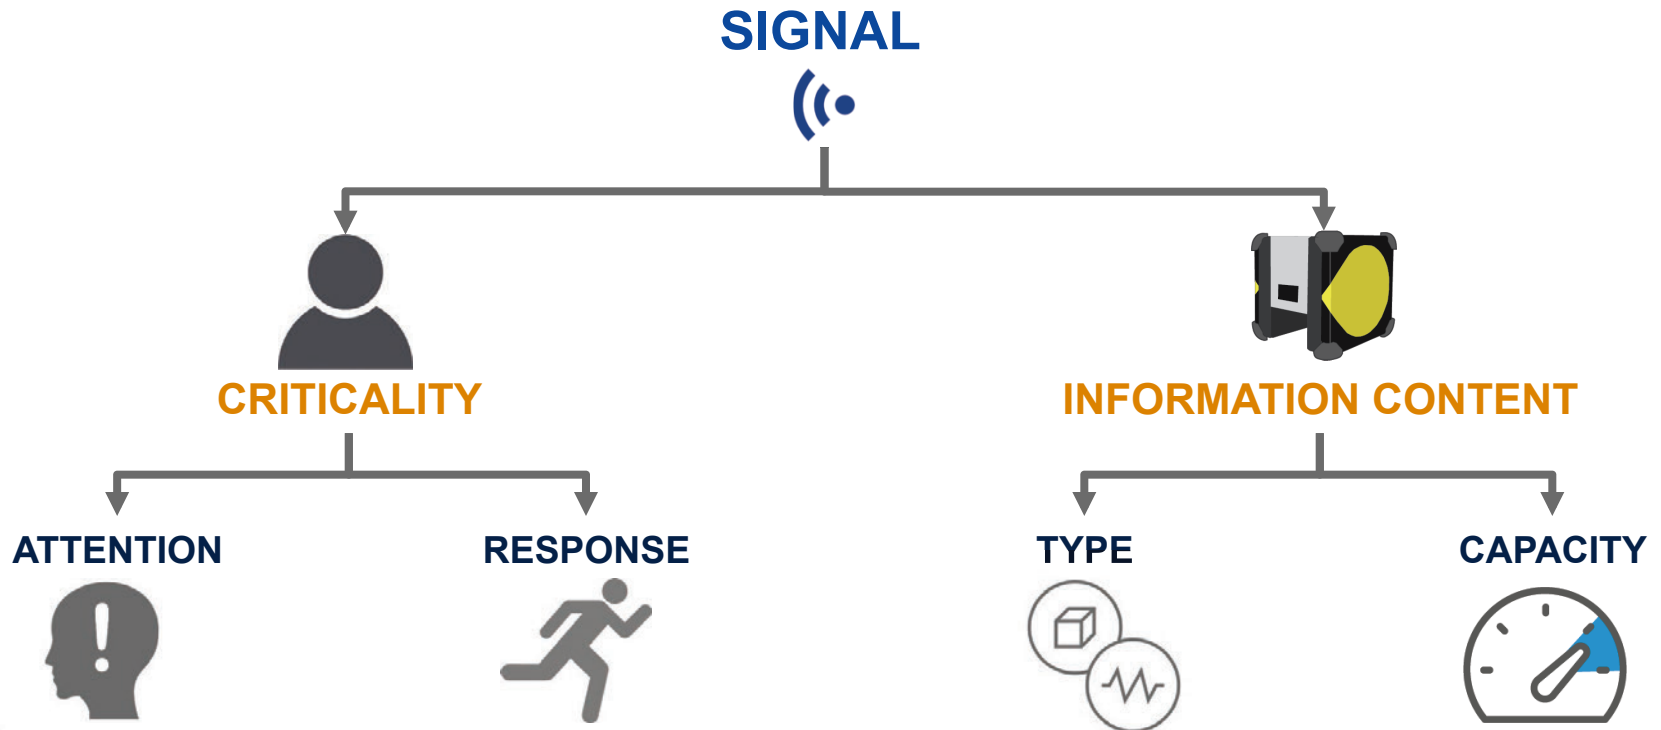 SIGNAL
CRITICALITY
INFORMATION CONTENT
ATTENTION
RESPONSE
TYPE
CAPACITY